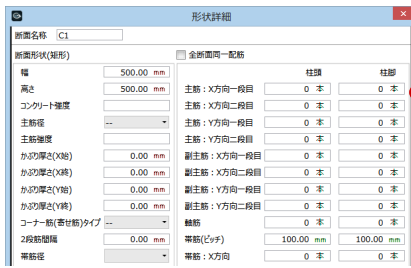 形状詳細
断面名称 C1
断面形状(矩形) 全断面同一配筋
幅 500.00 mm 柱頭 柱脚
高さ 500.00 mm 主筋：X方向一段目 0 本 0 本
コンクリート強度 主筋：X方向二段目 0 本 0 本
主筋径 -- 主筋：Y方向一段目 0 本 0 本
主筋強度 主筋：Y方向二段目 0 本 0 本
かぶり厚さ(X始) 0.00 mm 副主筋：X方向一段目 0 本 0 本
かぶり厚さ(X終) 0.00 mm 副主筋：X方向二段目 0 本 0 本
かぶり厚さ(Y始) 0.00 mm 副主筋：Y方向一段目 0 本 0 本
かぶり厚さ(Y終) 0.00 mm 副主筋：Y方向二段目 0 本 0 本
コーナー筋(寄せ筋)タイプ -- 軸筋 0 本 0 本
2段筋間隔 0.00 mm 帯筋(ピッチ) 100.00 mm 100.00 mm
帯筋径 帯筋：X方向 0 本 0 本